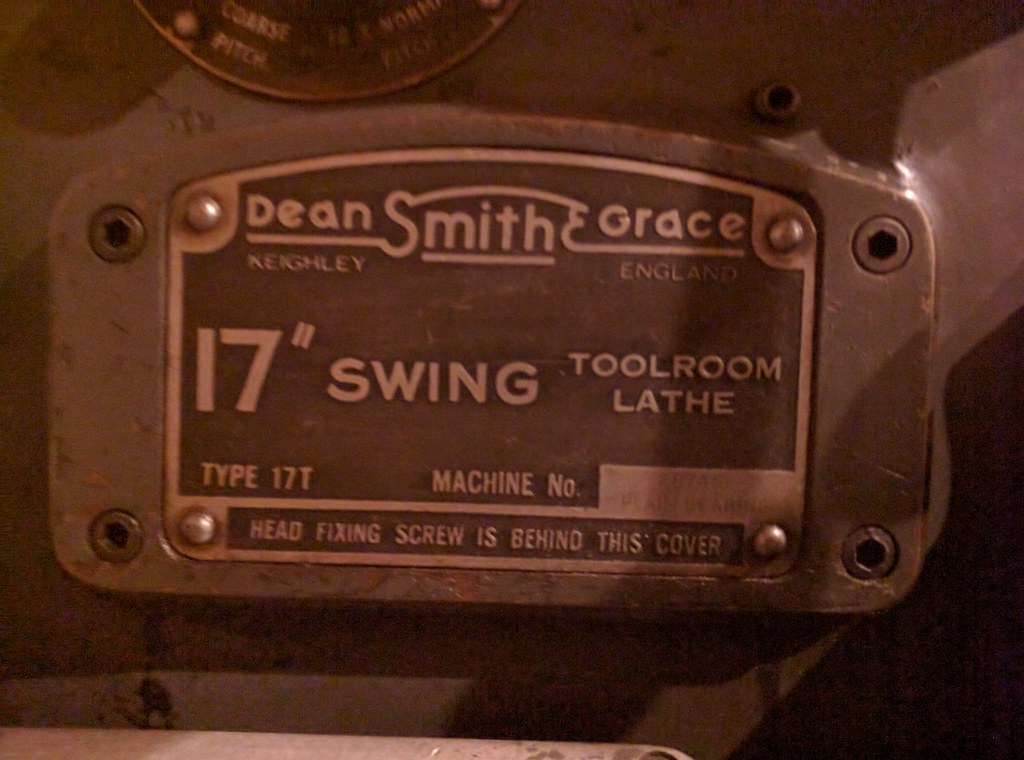 COARSE
PITCH
PITCH
Dean Smith & Grace
KEIGHLEY ENGLAND
17" SWING TOOLROOM
LATHE
TYPE 17T MACHINE No.
HEAD FIXING SCREW IS BEHIND THIS COVER